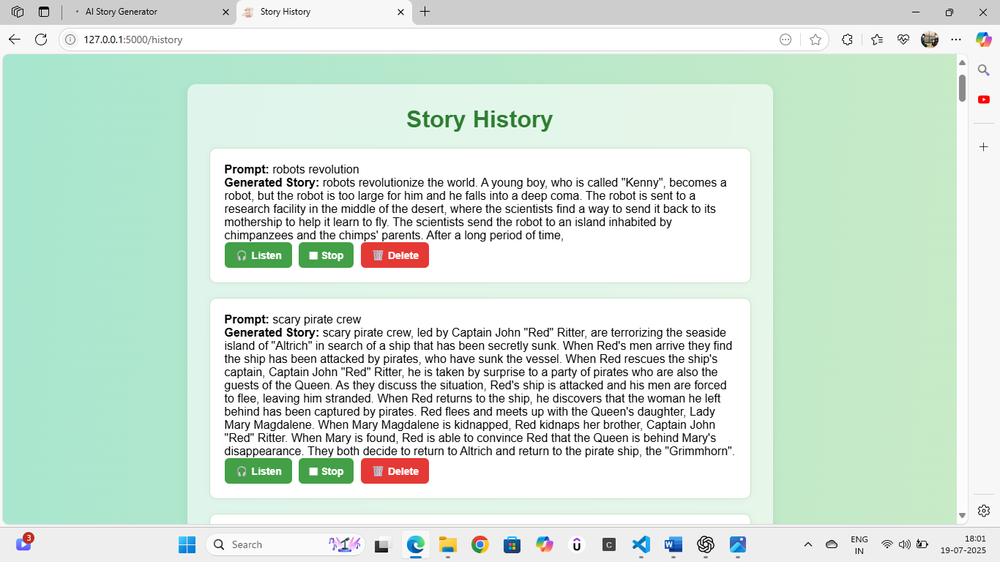 AI Story Generator
Story History
127.0.0.1:5000/history
Story History
Prompt: robots revolution
Generated Story: robots revolutionize the world. A young boy, who is called "Kenny", becomes a
robot, but the robot is too large for him and he falls into a deep coma. The robot is sent to a
research facility in the middle of the desert, where the scientists find a way to send it back to its
mothership to help it learn to fly. The scientists send the robot to an island inhabited by
chimpanzees and the chimps' parents. After a long period of time,
Listen Stop Delete
Prompt: scary pirate crew
Generated Story: scary pirate crew, led by Captain John "Red" Ritter, are terrorizing the seaside
island of "Altrich" in search of a ship that has been secretly sunk. When Red's men arrive they find
the ship has been attacked by pirates, who have sunk the vessel. When Red rescues the ship's
captain, Captain John "Red" Ritter, he is taken by surprise to a party of pirates who are also the
guests of the Queen. As they discuss the situation, Red's ship is attacked and his men are forced
to flee, leaving him stranded. When Red returns to the ship, he discovers that the woman he left
behind has been captured by pirates. Red flees and meets up with the Queen's daughter, Lady
Mary Magdalene. When Mary Magdalene is kidnapped, Red kidnaps her brother, Captain John
"Red" Ritter. When Mary is found, Red is able to convince Red that the Queen is behind Mary's
disappearance. They both decide to return to Altrich and return to the pirate ship, the "Grimmhorn".
Listen Stop Delete
3
Search
C
W
ENG
IN
18:01
19-07-2025